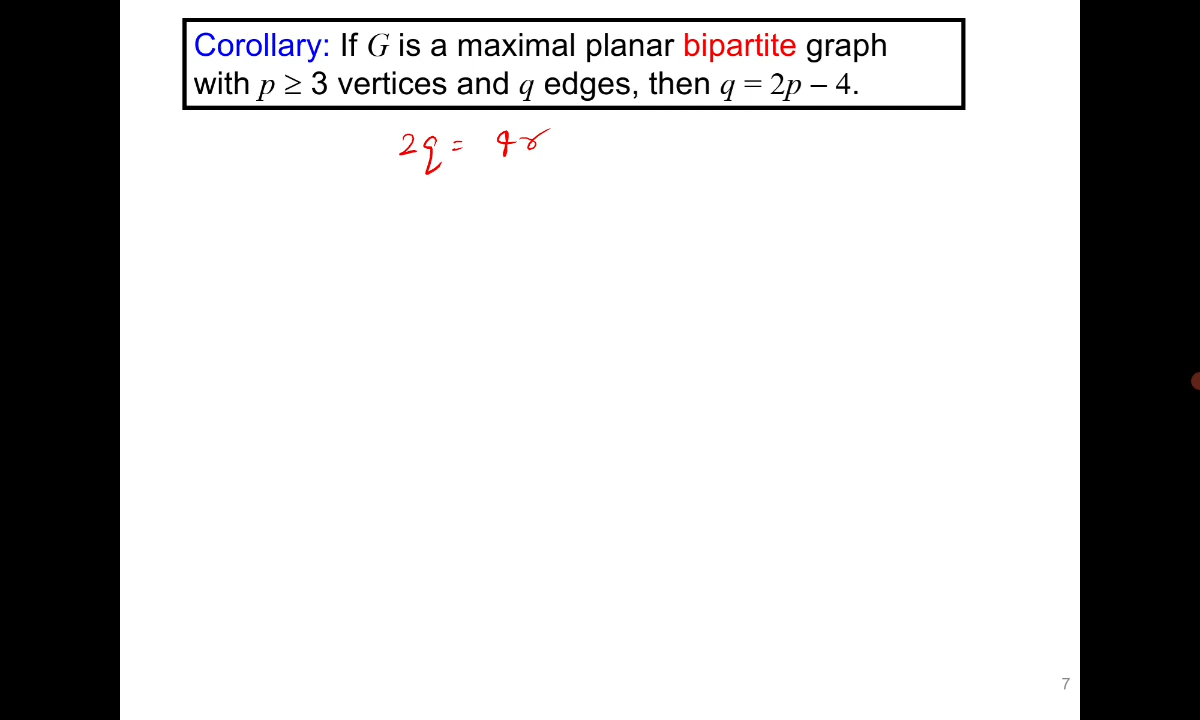 Corollary: If G is a maximal planar bipartite graph
with p ≥ 3 vertices and q edges, then q = 2p – 4.
2q = 4r
7